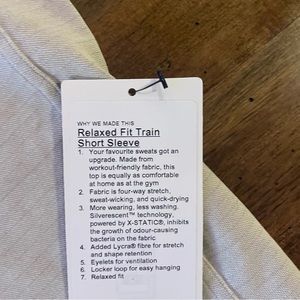 WHY WE MADE THIS
Relaxed Fit Train
Short Sleeve
1. Your favourite sweats got an
upgrade. Made from
workout-friendly fabric, this
top is equally as comfortable
at home as at the gym
2. Fabric is four-way stretch,
sweat-wicking, and quick-drying
3. More wearing, less washing.
Silverescent™ technology,
powered by X-STATIC®, inhibits
the growth of odour-causing
bacteria on the fabric
4. Added Lycra® fibre for stretch
and shape retention
5. Eyelets for ventilation
6. Locker loop for easy hanging
7. Relaxed fit